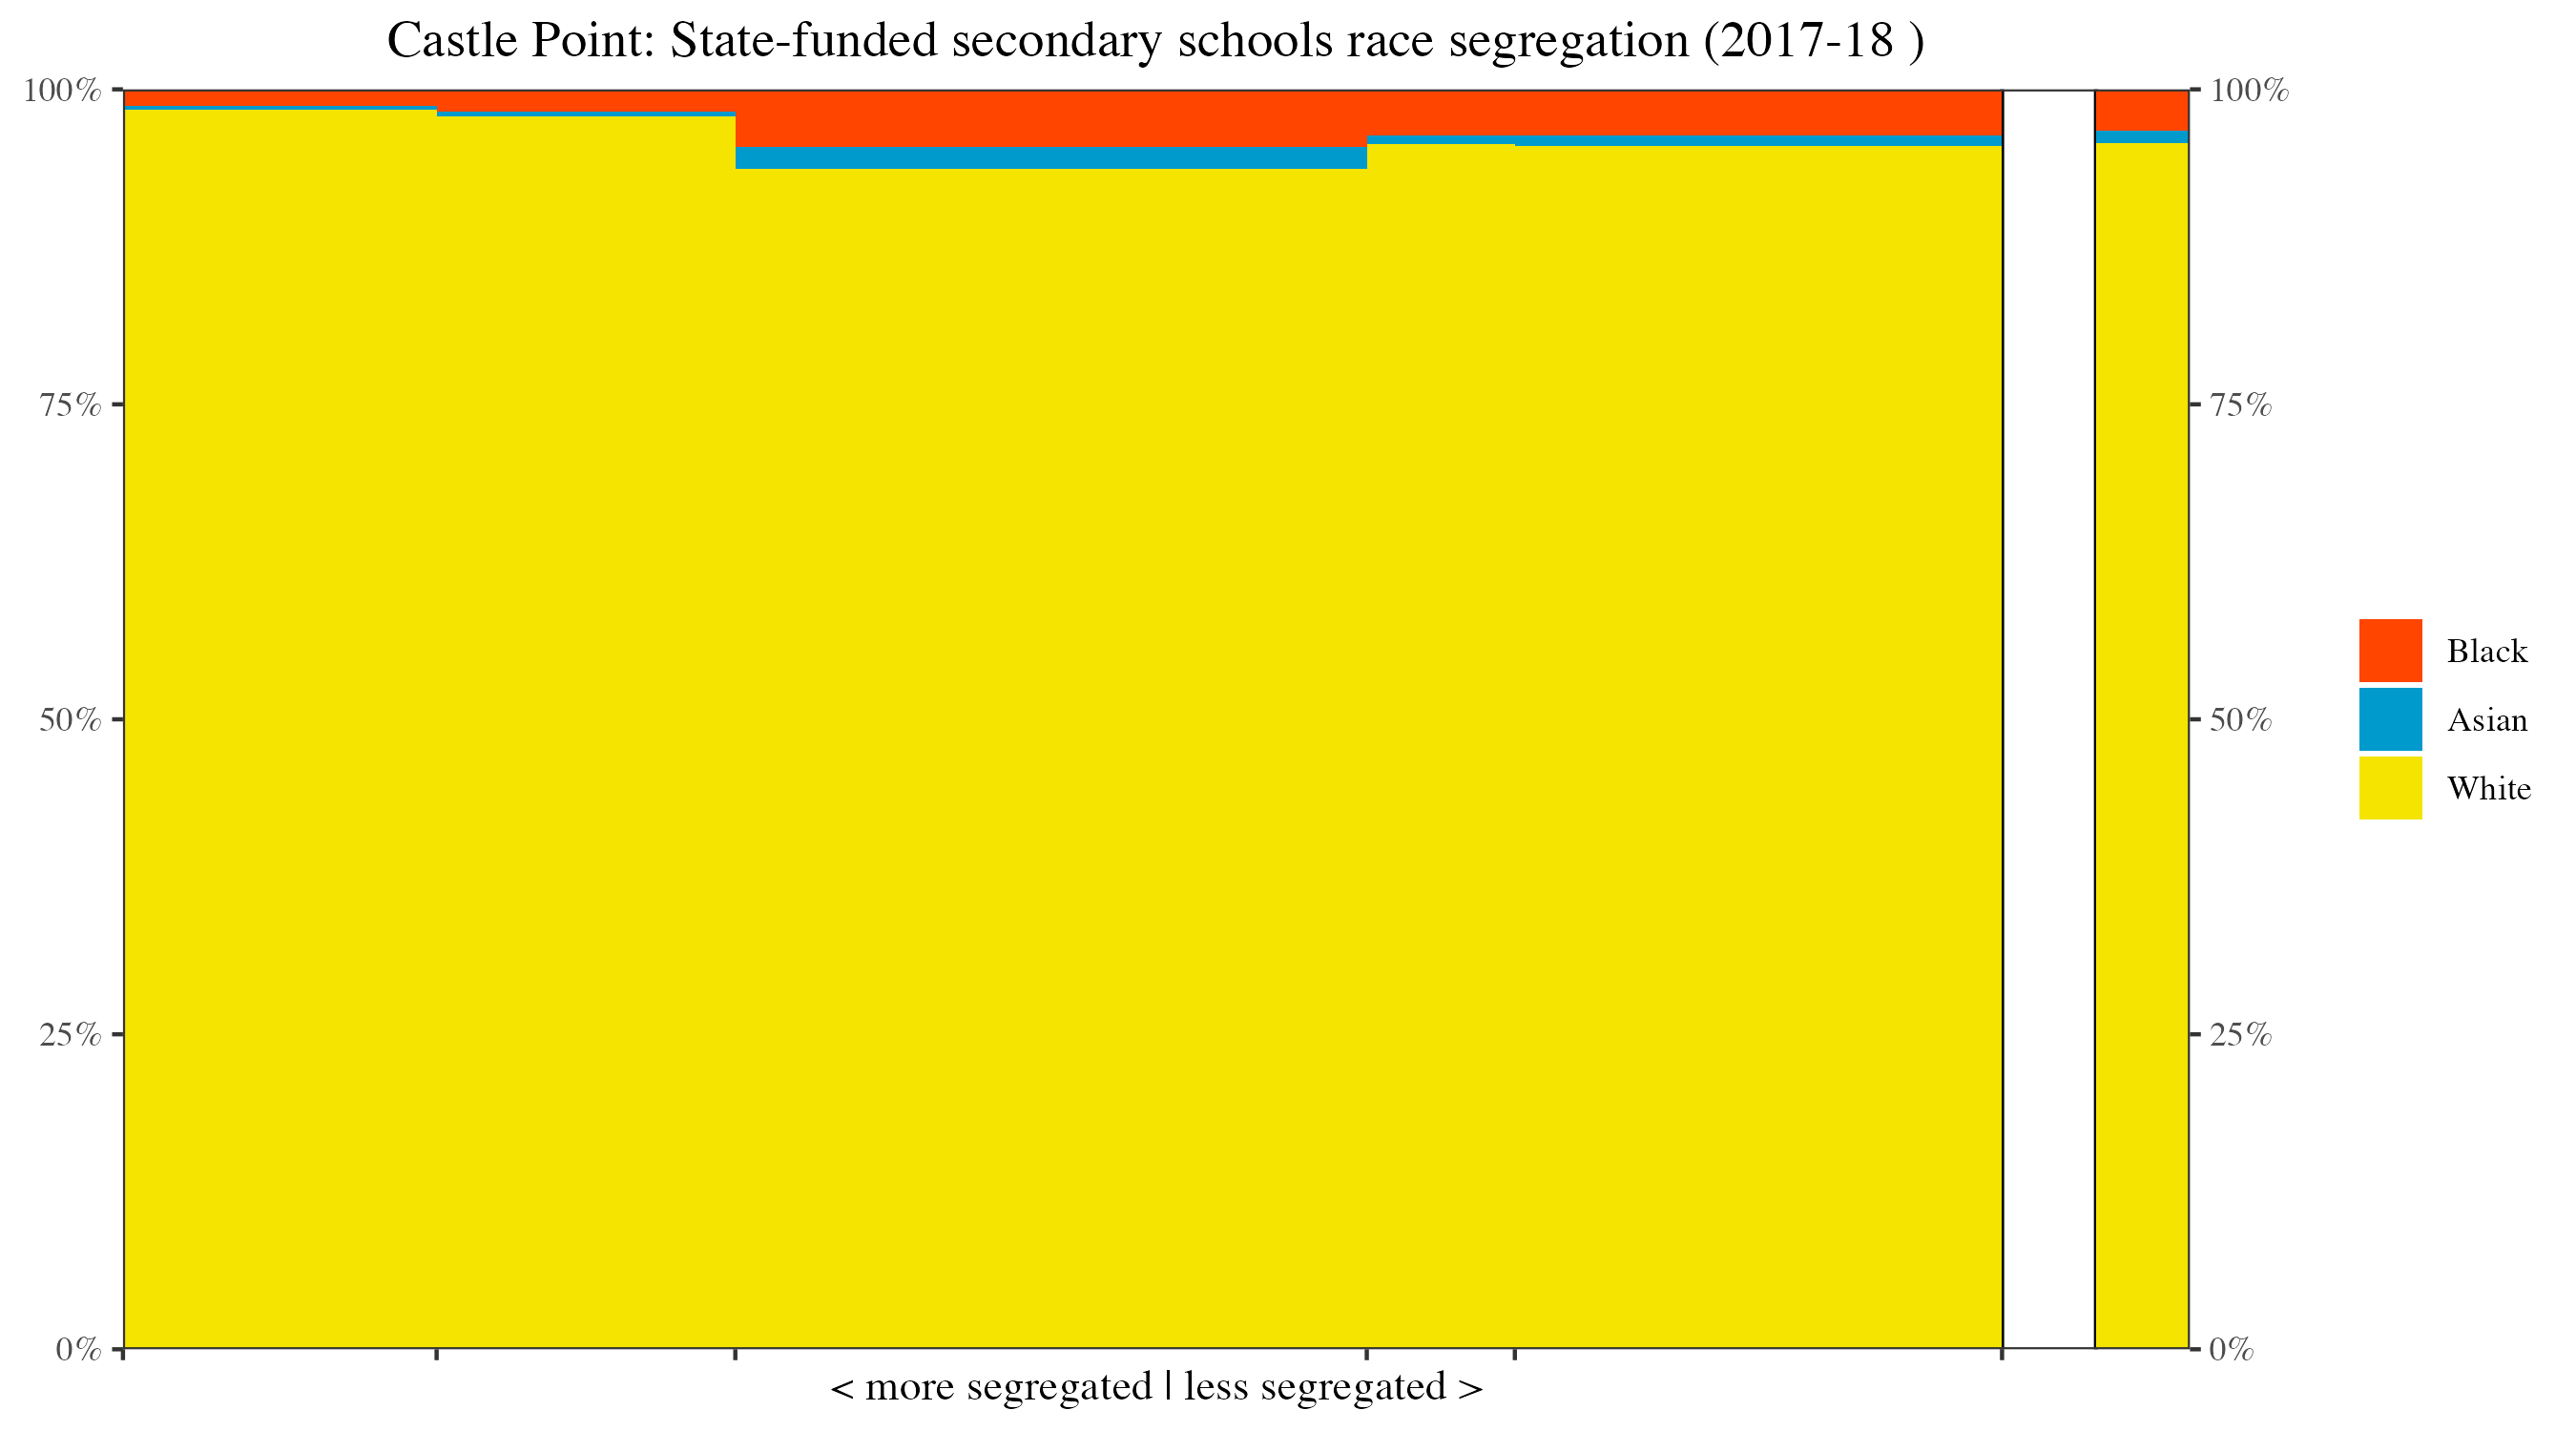 Castle Point: State-funded secondary schools race segregation (2017-18 )
100%
75%
50%
25%
0%
100%
75%
50%
25%
0%
Black
Asian
White
< more segregated | less segregated >